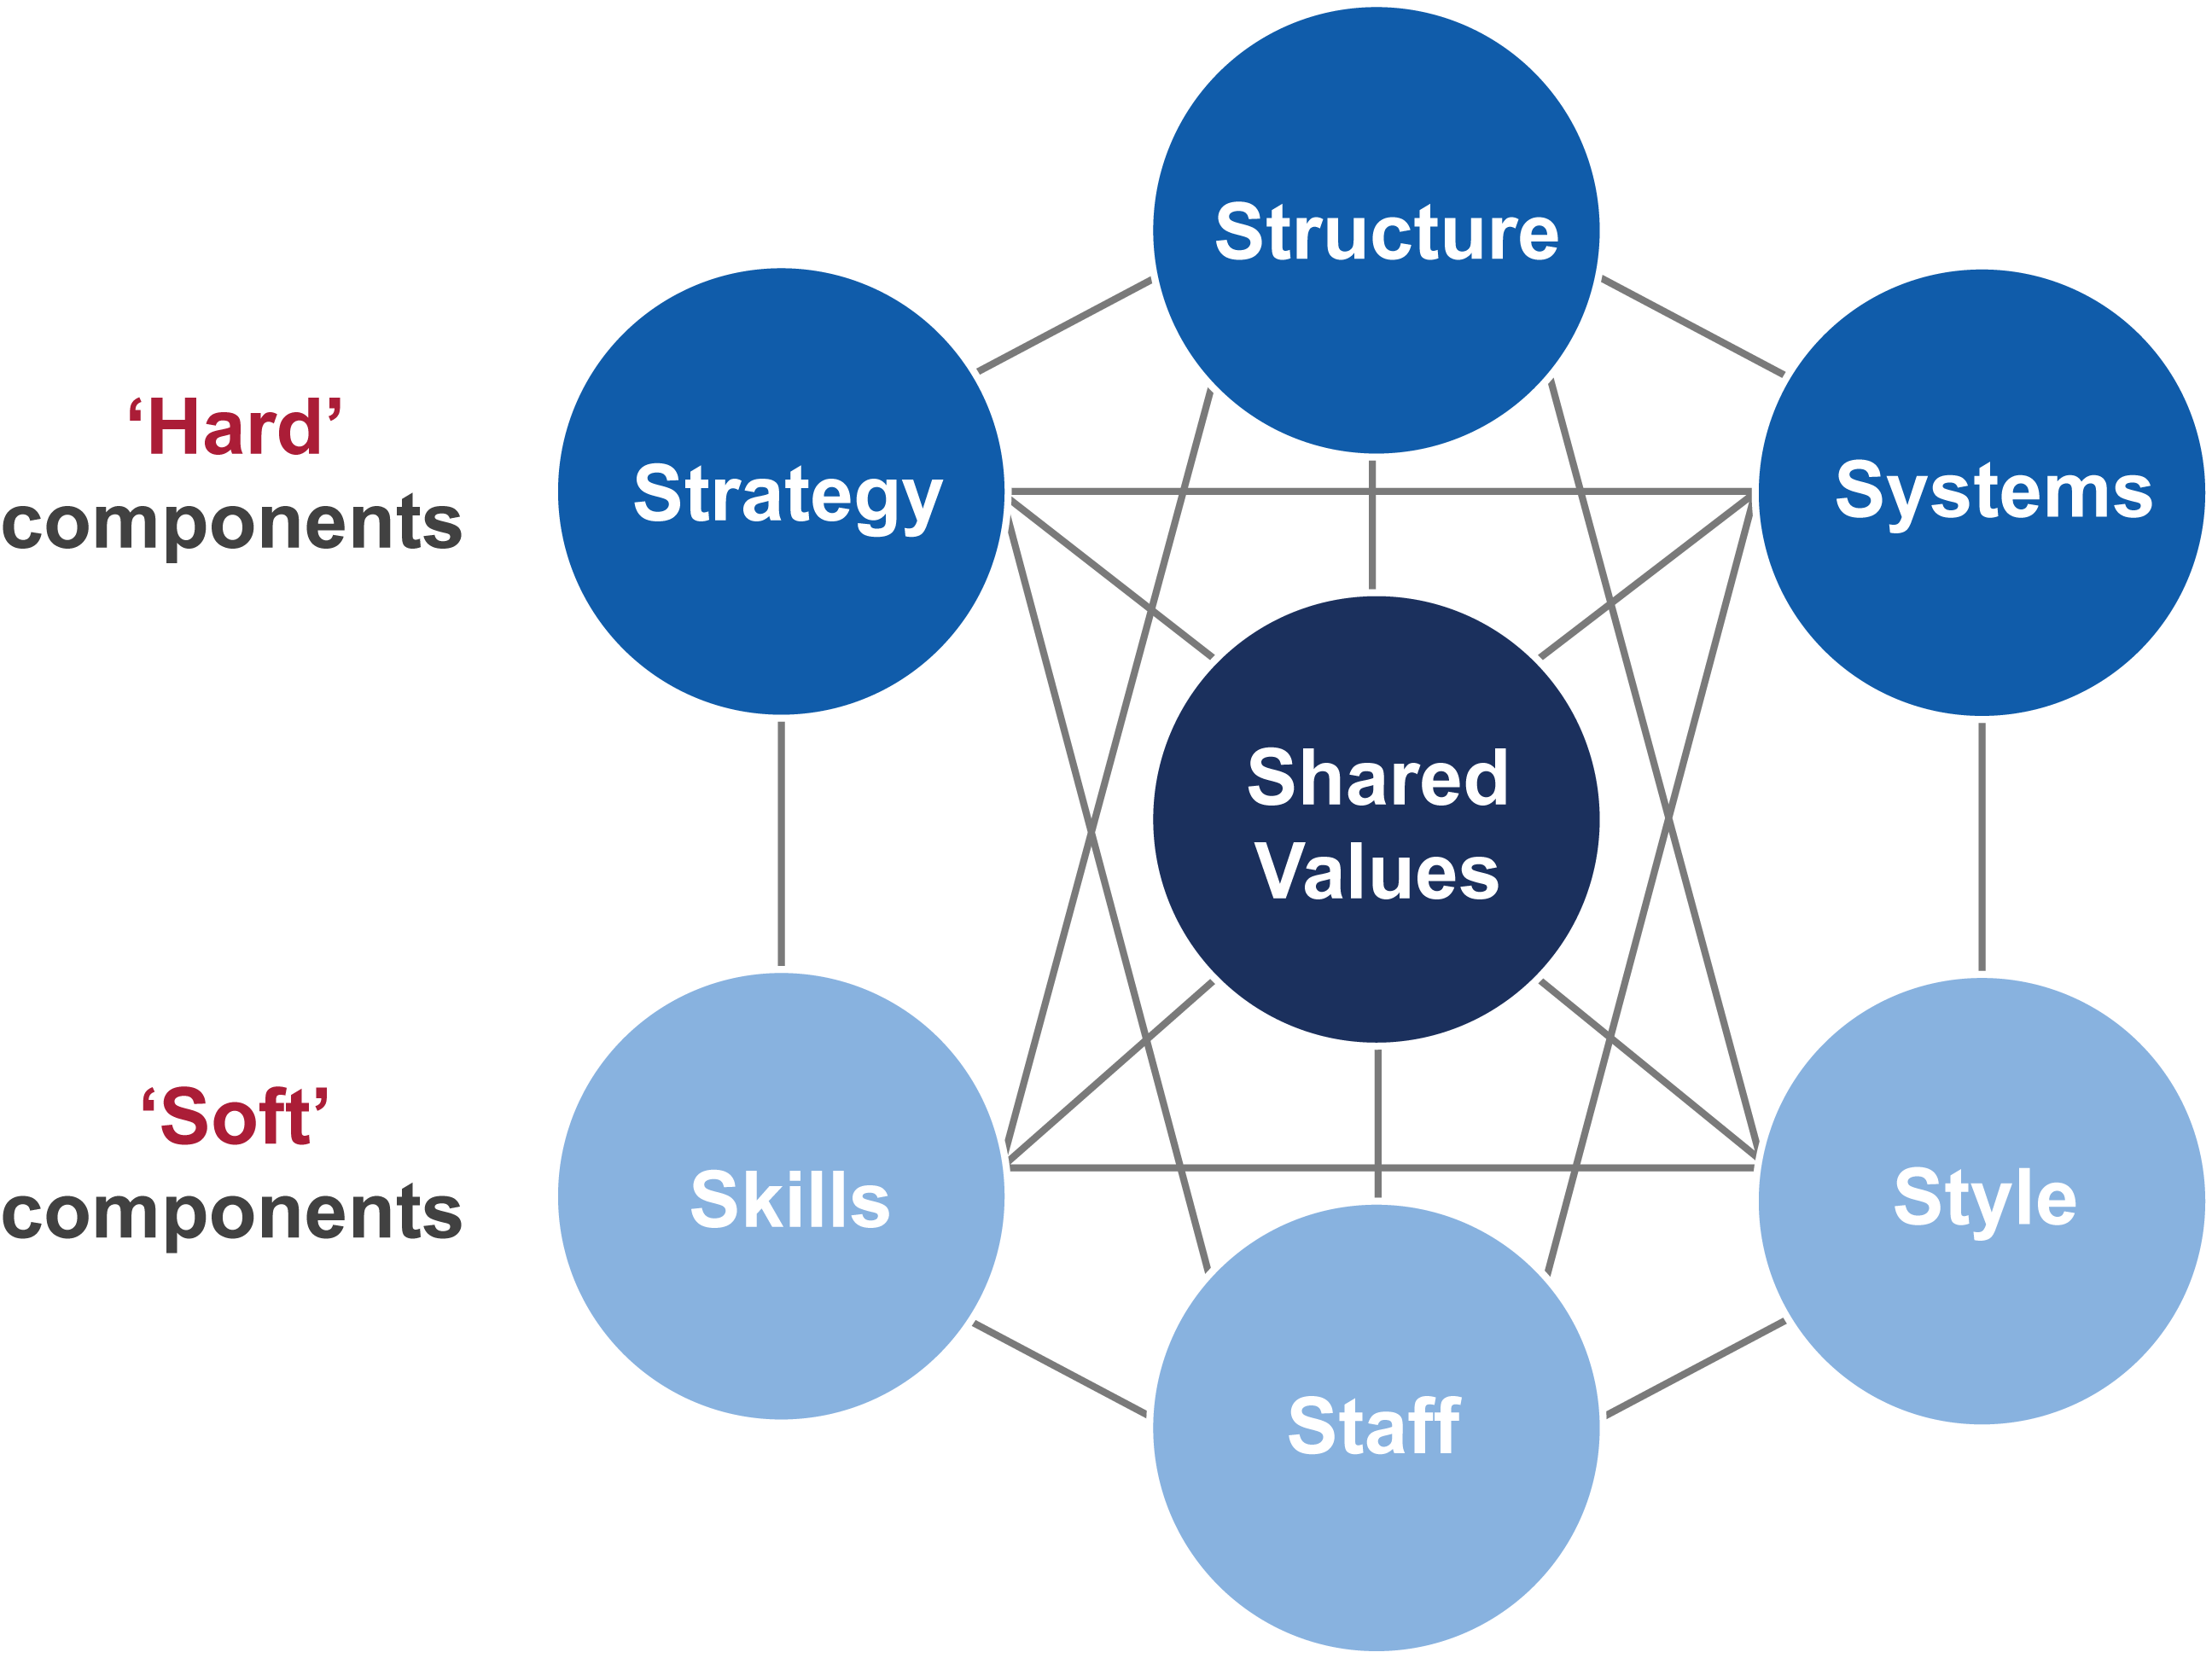 Structure
Strategy
Systems
‘Hard’
components
Shared
Values
‘Soft’
components
Skills
Style
Staff